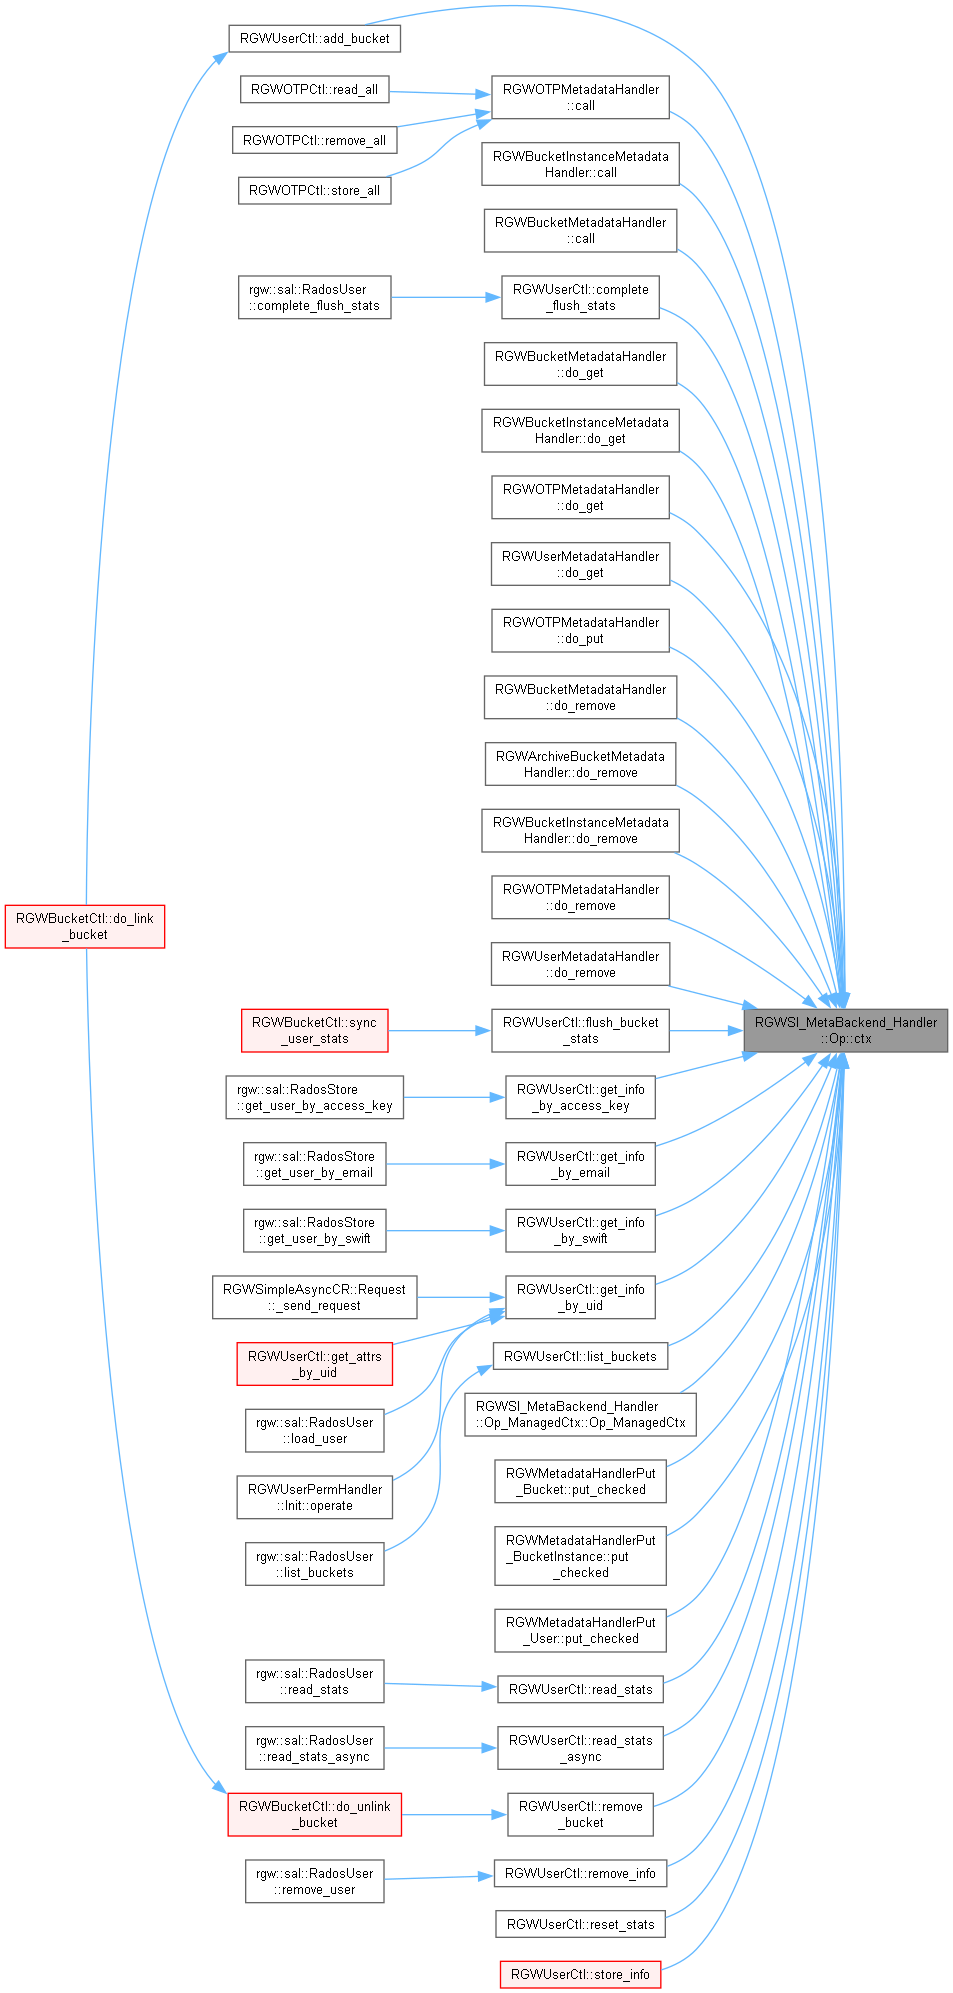 RGWUserCtl::add_bucket
RGWOTPCtl::read_all
RGWOTPMetadataHandler
::call
RGWOTPCtl::remove_all
RGWOTPCtl::store_all
RGWBucketInstanceMetadata
Handler::call
RGWBucketMetadataHandler
::call
rgw::sal::RadosUser
::complete_flush_stats
RGWUserCtl::complete
_flush_stats
RGWBucketMetadataHandler
::do_get
RGWBucketInstanceMetadata
Handler::do_get
RGWOTPMetadataHandler
::do_get
RGWUserMetadataHandler
::do_get
RGWOTPMetadataHandler
::do_put
RGWBucketMetadataHandler
::do_remove
RGWArchiveBucketMetadata
Handler::do_remove
RGWBucketInstanceMetadata
Handler::do_remove
RGWOTPMetadataHandler
::do_remove
RGWBucketCtl::do_link
_bucket
RGWUserMetadataHandler
::do_remove
RGWBucketCtl::sync
_user_stats
RGWUserCtl::flush_bucket
_stats
RGWSI_MetaBackend_Handler
::Op::ctx
rgw::sal::RadosStore
::get_user_by_access_key
RGWUserCtl::get_info
_by_access_key
rgw::sal::RadosStore
::get_user_by_email
RGWUserCtl::get_info
_by_email
rgw::sal::RadosStore
::get_user_by_swift
RGWUserCtl::get_info
_by_swift
RGWSimpleAsyncCR::Request
::_send_request
RGWUserCtl::get_info
_by_uid
RGWUserCtl::get_attrs
_by_uid
RGWUserCtl::list_buckets
rgw::sal::RadosUser
::load_user
RGWSI_MetaBackend_Handler
::Op_ManagedCtx::Op_ManagedCtx
RGWUserPermHandler
::Init::operate
RGWMetadataHandlerPut
_Bucket::put_checked
rgw::sal::RadosUser
::list_buckets
RGWMetadataHandlerPut
_BucketInstance::put
_checked
RGWMetadataHandlerPut
_User::put_checked
rgw::sal::RadosUser
::read_stats
RGWUserCtl::read_stats
rgw::sal::RadosUser
::read_stats_async
RGWUserCtl::read_stats
_async
RGWBucketCtl::do_unlink
_bucket
RGWUserCtl::remove
_bucket
rgw::sal::RadosUser
::remove_user
RGWUserCtl::remove_info
RGWUserCtl::reset_stats
RGWUserCtl::store_info